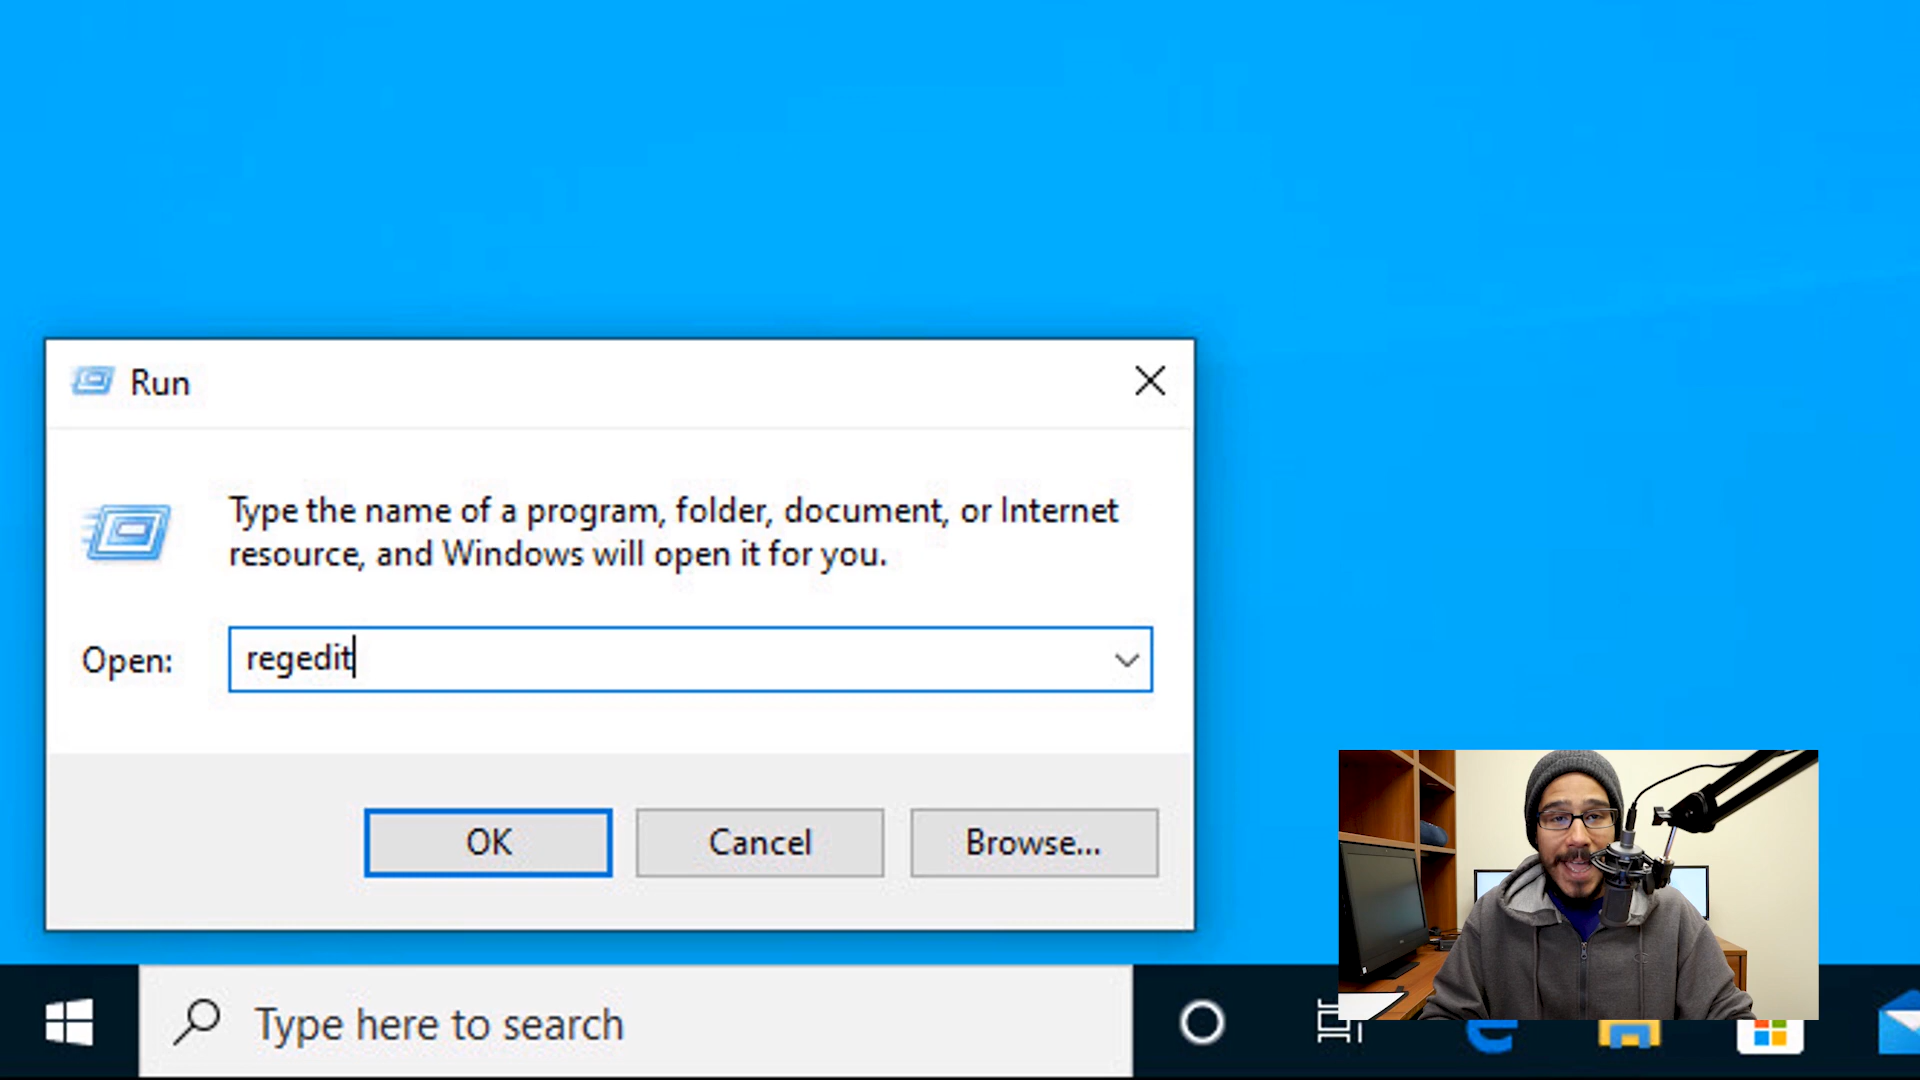 Run
Type the name of a program, folder, document, or Internet
resource, and Windows will open it for you.
Open:
regedit
OK
Cancel
Browse...
Type here to search